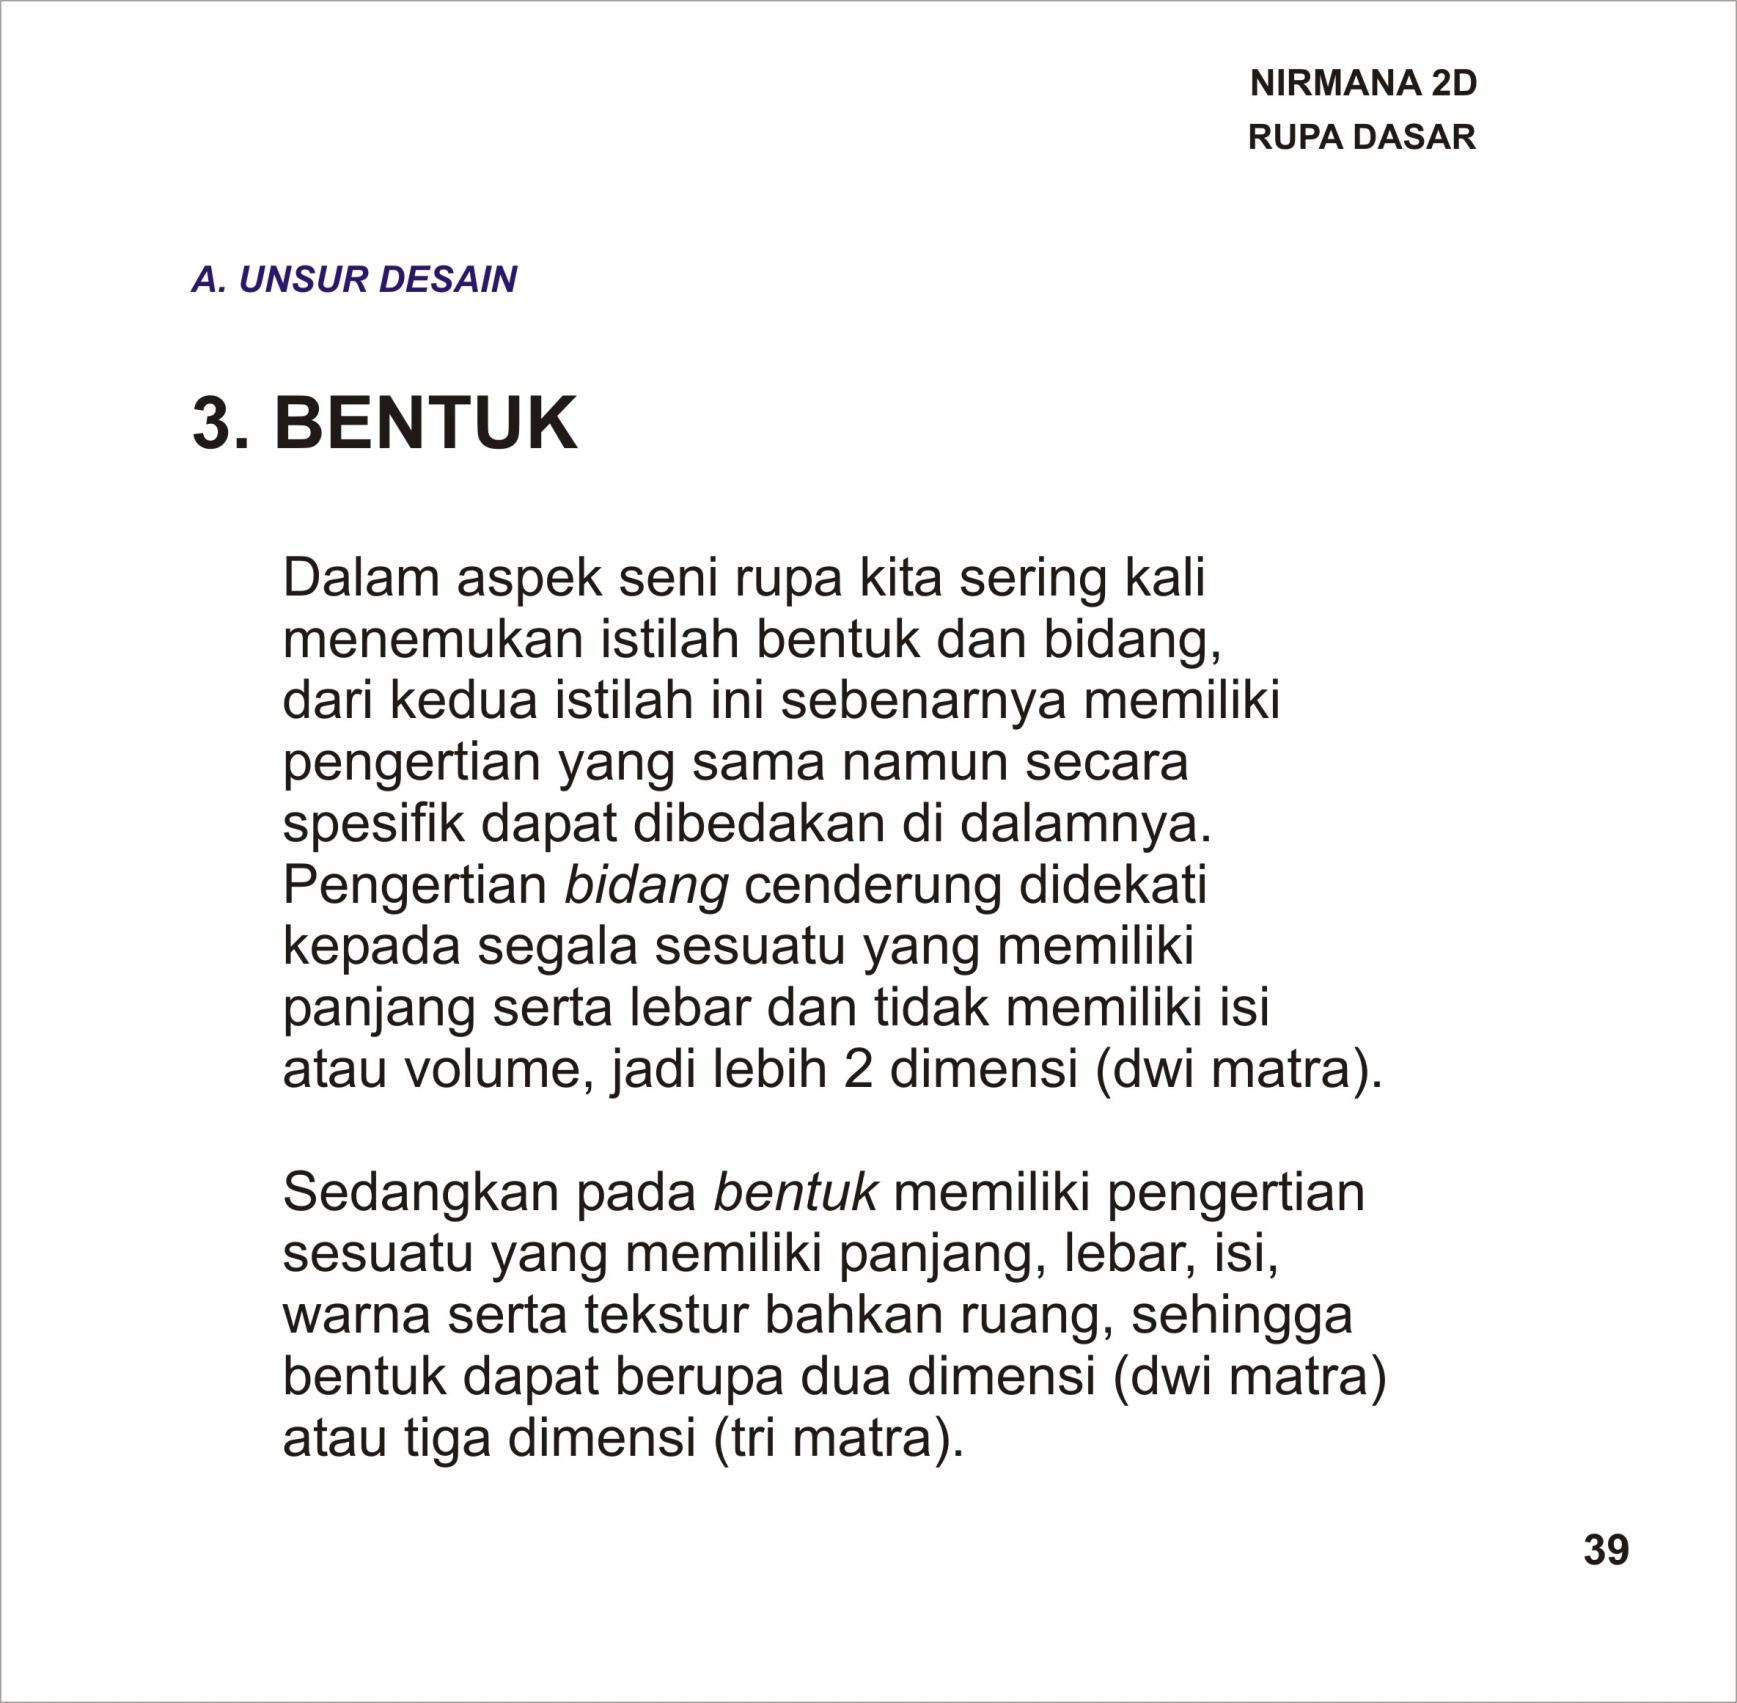 NIRMANA 2D
RUPA DASAR
A. UNSUR DESAIN
3. BENTUK
Dalam aspek seni rupa kita sering kali
menemukan istilah bentuk dan bidang,
dari kedua istilah ini sebenarnya memiliki
pengertian yang sama namun secara
spesifik dapat dibedakan di dalamnya.
Pengertian bidang cenderung didekati
kepada segala sesuatu yang memiliki
panjang serta lebar dan tidak memiliki isi
atau volume, jadi lebih 2 dimensi (dwi matra).
Sedangkan pada bentuk memiliki pengertian
sesuatu yang memiliki panjang, lebar, isi,
warna serta tekstur bahkan ruang, sehingga
bentuk dapat berupa dua dimensi (dwi matra)
atau tiga dimensi (tri matra).
39